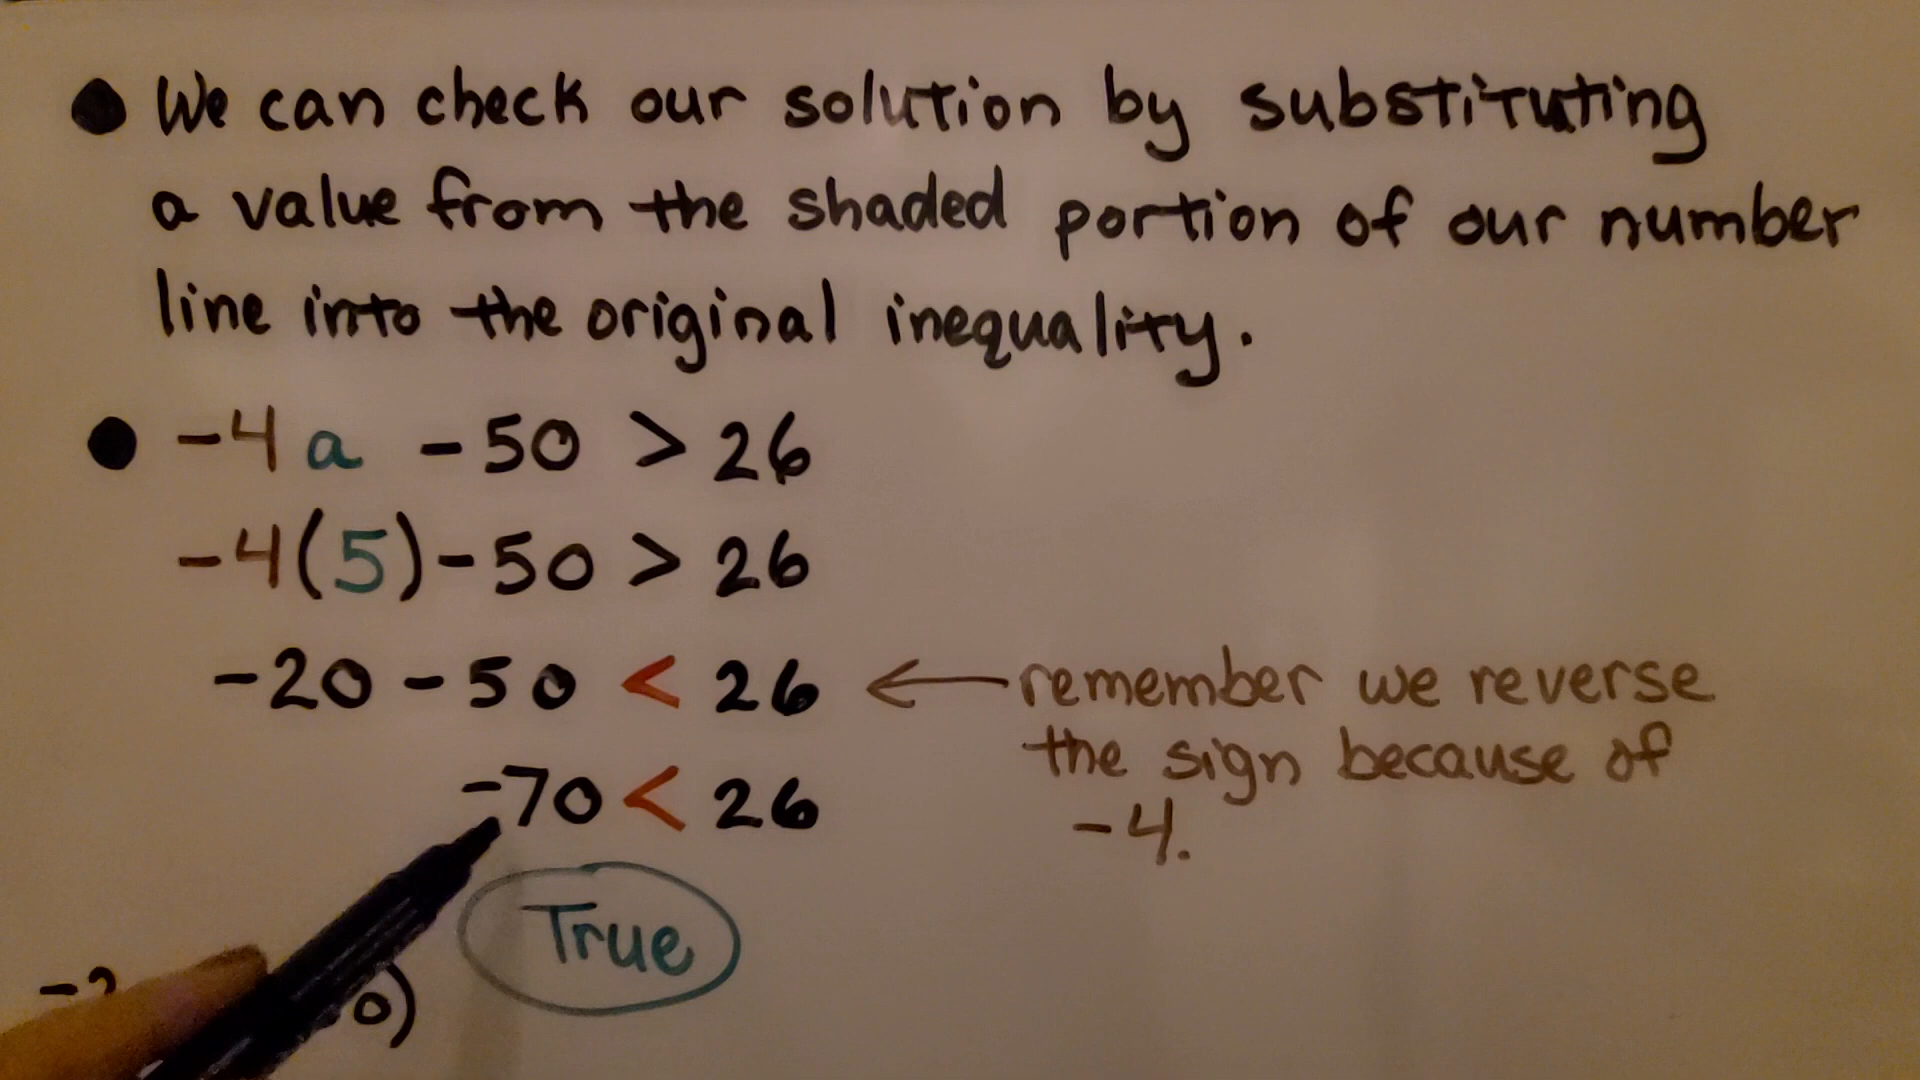 ● We can check our solution by substituting
a value from the shaded portion of our number
line into the original inequality.
● -4a - 50 > 26
-4(5) - 50 > 26
-20 - 50 < 26 ← remember we reverse
the sign because of
-70 < 26
-4.
True
0)